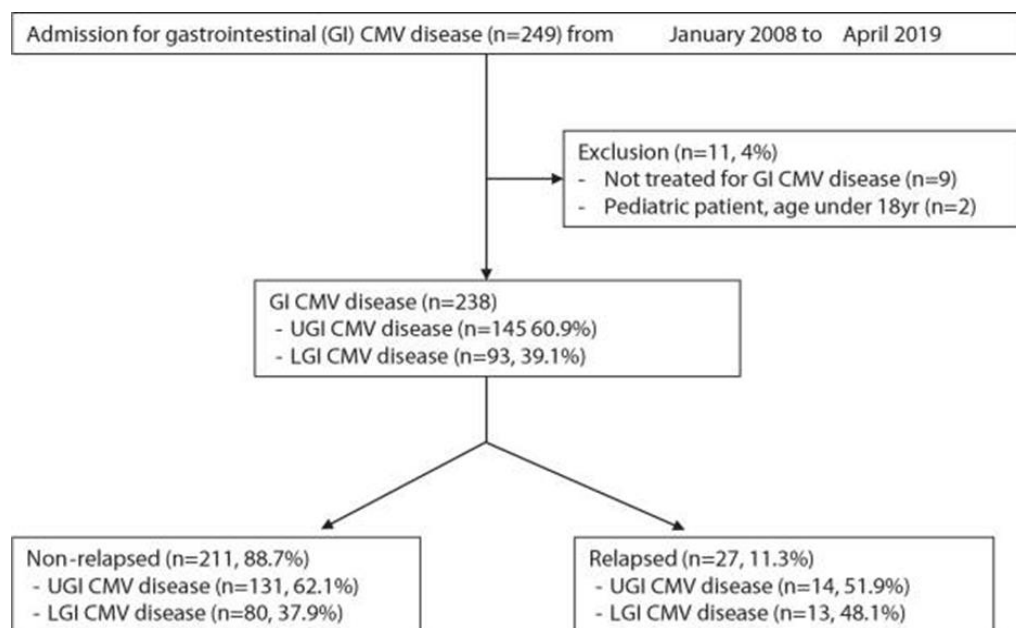 Admission for gastrointestinal (GI) CMV disease (n=249) from January 2008 to April 2019
Exclusion (n=11, 4%)
- Not treated for GI CMV disease (n=9)
- Pediatric patient, age under 18yr (n=2)
GI CMV disease (n=238)
- UGI CMV disease (n=145 60.9%)
- LGI CMV disease (n=93, 39.1%)
Non-relapsed (n=211, 88.7%)
- UGI CMV disease (n=131, 62.1%)
- LGI CMV disease (n=80, 37.9%)
Relapsed (n=27, 11.3%)
- UGI CMV disease (n=14, 51.9%)
- LGI CMV disease (n=13, 48.1%)